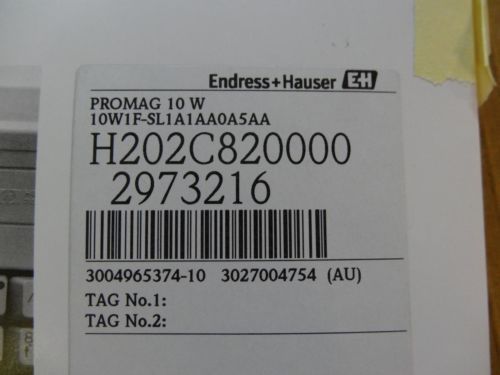 Endress+Hauser EH
PROMAG 10 W
10W1F-SL1A1AA0A5AA
H202C820000
2973216
3004965374-10 3027004754 (AU)
TAG No.1:
TAG No.2: